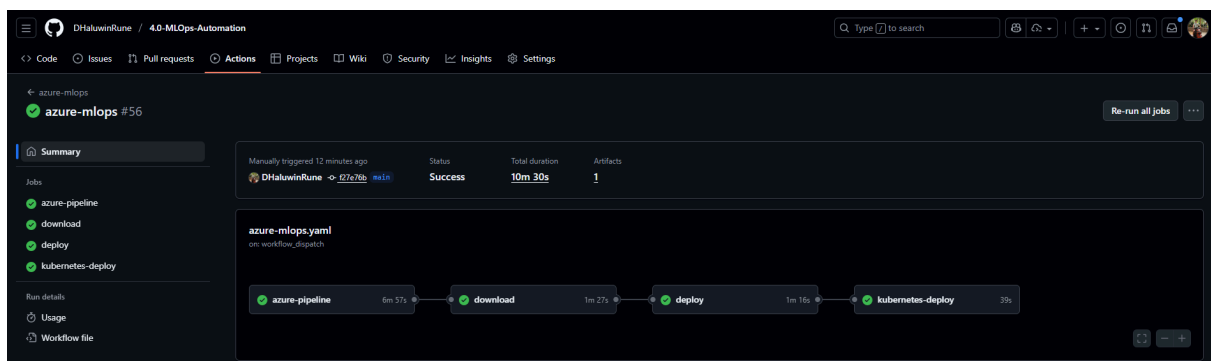 DHaluwinRune / 4.0-MLOps-Automation
Type / to search
Code Issues Pull requests Actions Projects Wiki Security Insights Settings
azure-mlops
azure-mlops #56
Re-run all jobs
Summary
Jobs
azure-pipeline
download
deploy
kubernetes-deploy
Run details
Usage
Workflow file
Manually triggered 12 minutes ago Status Total duration Artifacts
DHaluwinRune f27e76b main Success 10m 30s 1
azure-mlops.yaml
on: workflow_dispatch
azure-pipeline 6m 57s download 1m 27s deploy 1m 16s kubernetes-deploy 39s